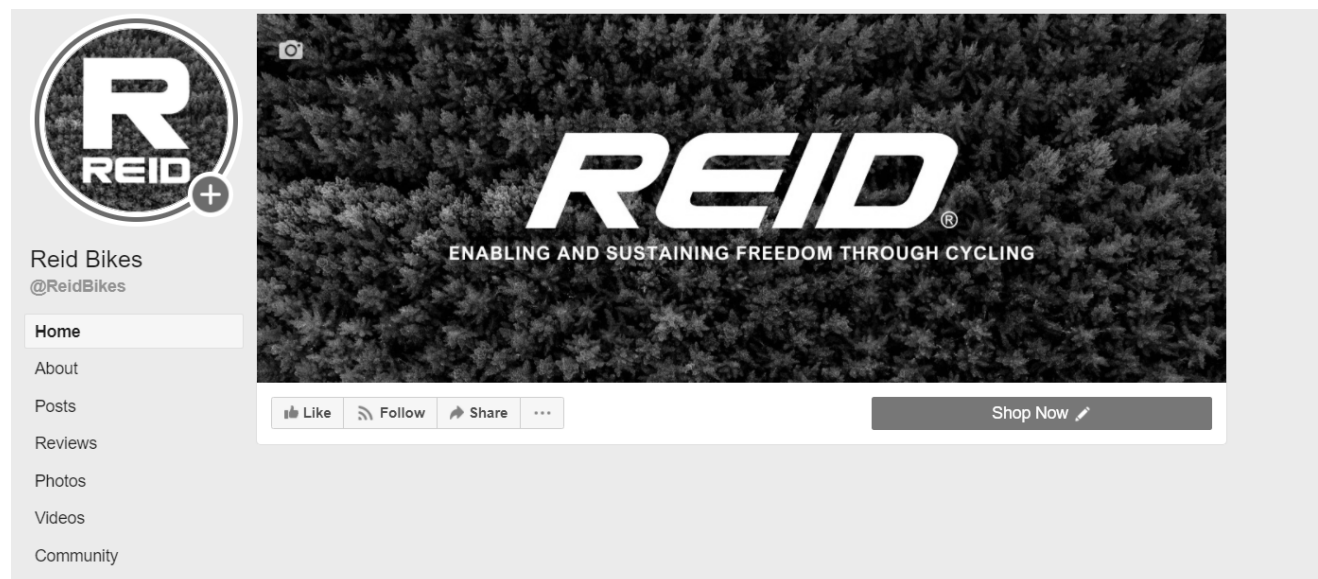 R
REID
Reid Bikes
@ReidBikes
Home
About
Posts
Reviews
Photos
Videos
Community
REID®
ENABLING AND SUSTAINING FREEDOM THROUGH CYCLING
Like Follow Share ...
Shop Now